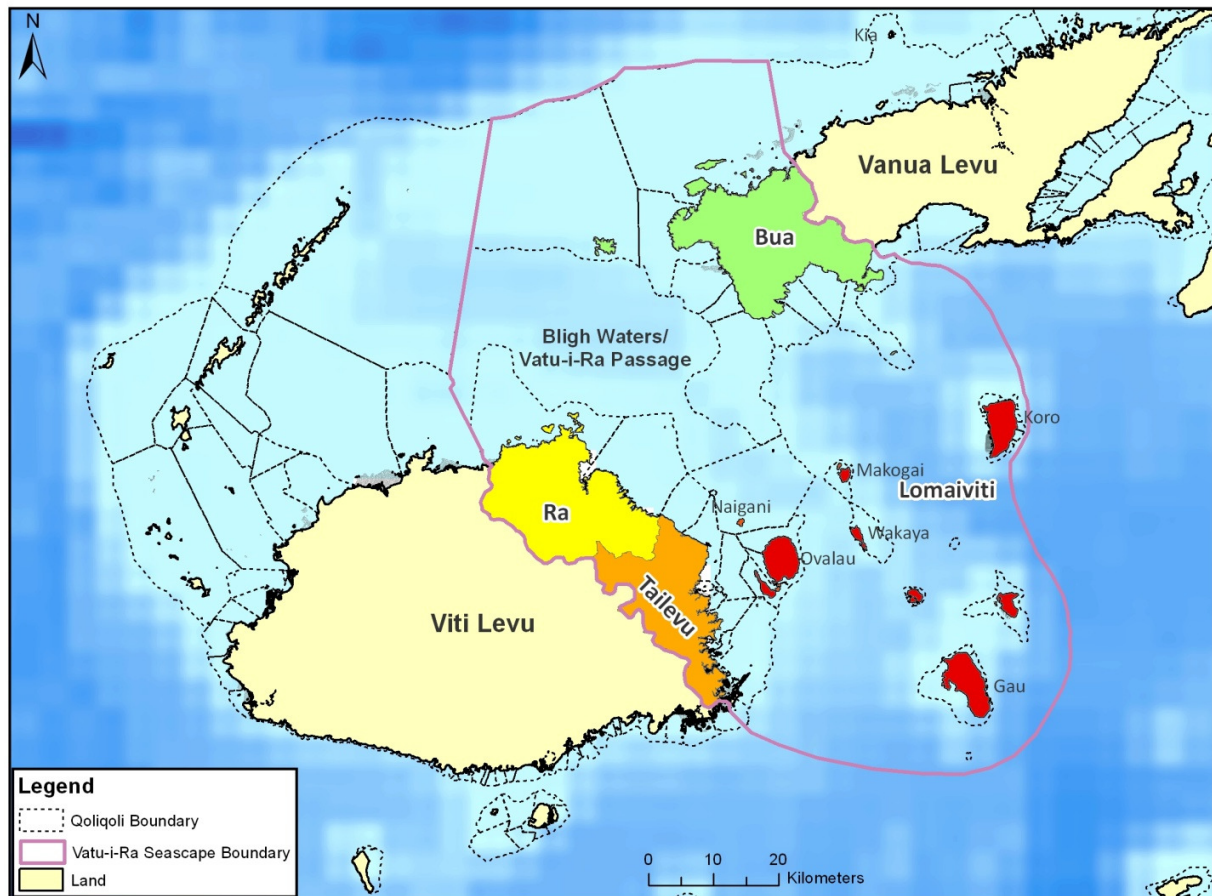 N
Kia
Vanua Levu
Bua
Bligh Waters/
Vatu-i-Ra Passage
Koro
Makogai
Lomaiviti
Naigani
Ra
Wakaya
Ovalau
Tailevu
Viti Levu
Gau
Legend
Qoliqoli Boundary
Vatu-i-Ra Seascape Boundary
Land
0 10 20
Kilometers